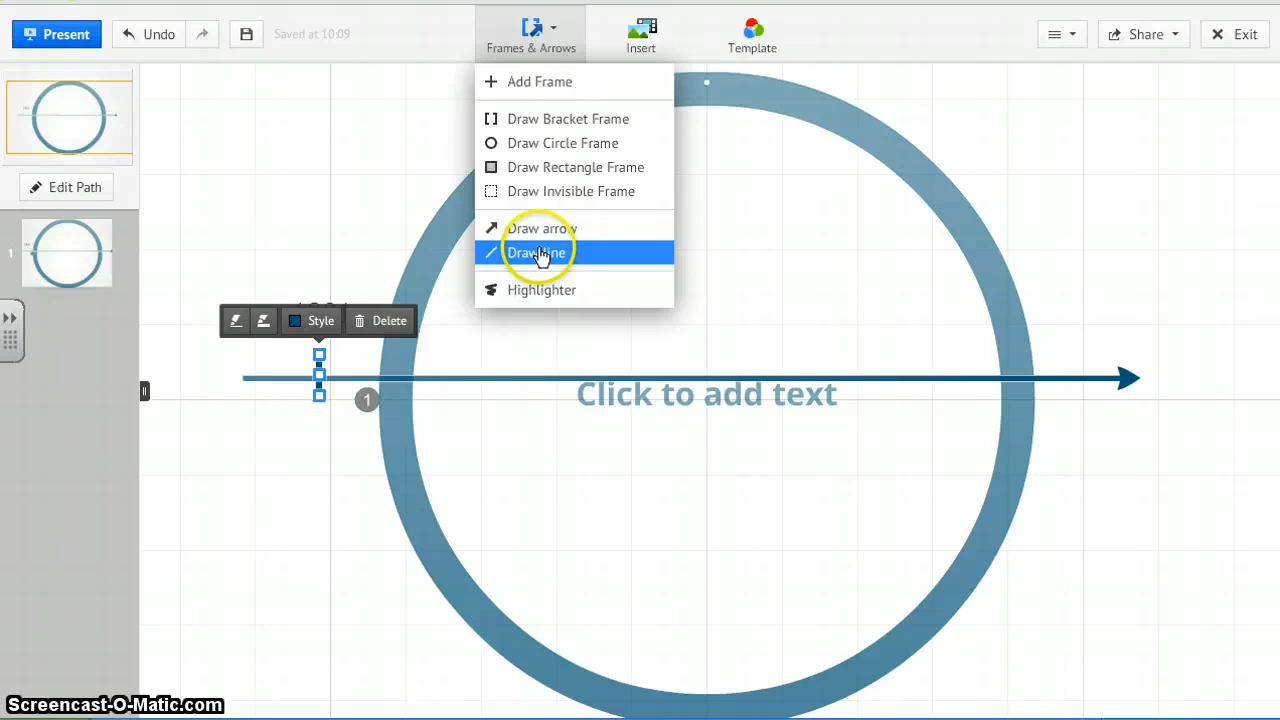 Present
Undo
Saved at 10:09
Frames & Arrows
Insert
Template
Share
Exit
Add Frame
Draw Bracket Frame
Draw Circle Frame
Draw Rectangle Frame
Draw Invisible Frame
Draw arrow
Draw line
Highlighter
Edit Path
1
Style
Delete
1
Click to add text
Screencast-O-Matic.com